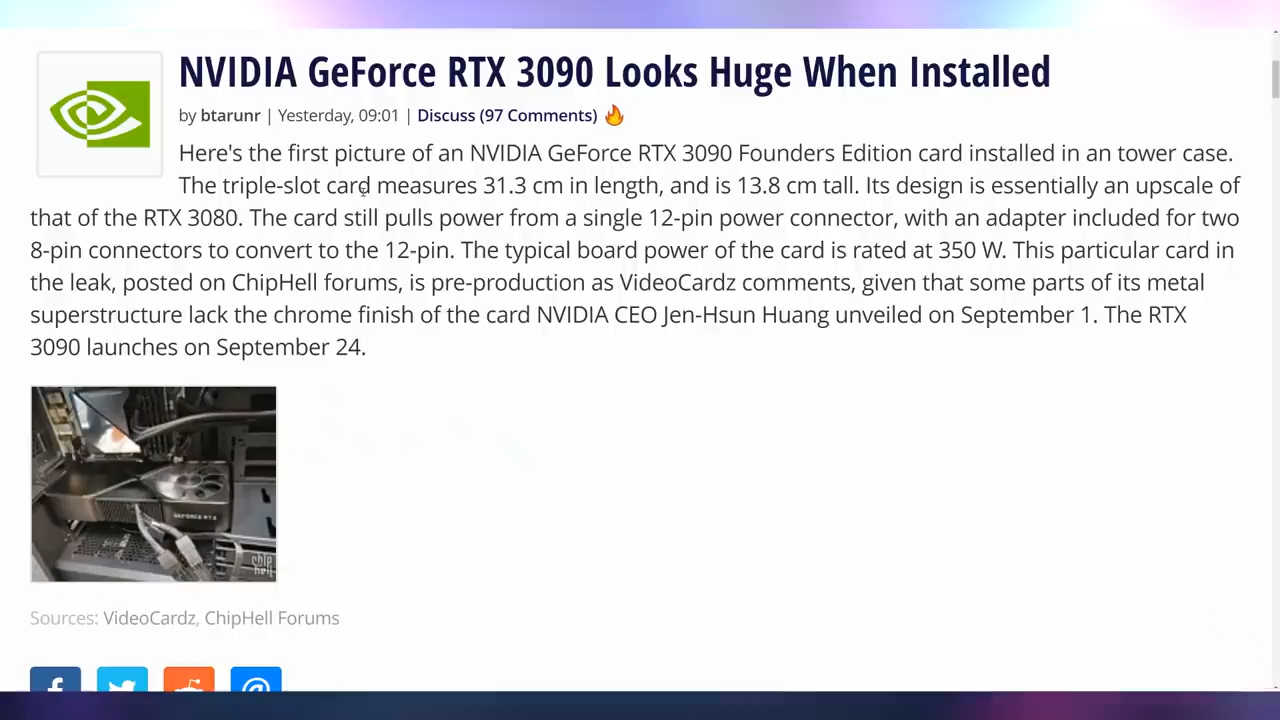 NVIDIA GeForce RTX 3090 Looks Huge When Installed
by btarunr | Yesterday, 09:01 | Discuss (97 Comments)
Here's the first picture of an NVIDIA GeForce RTX 3090 Founders Edition card installed in an tower case.
The triple-slot card measures 31.3 cm in length, and is 13.8 cm tall. Its design is essentially an upscale of
that of the RTX 3080. The card still pulls power from a single 12-pin power connector, with an adapter included for two
8-pin connectors to convert to the 12-pin. The typical board power of the card is rated at 350 W. This particular card in
the leak, posted on ChipHell forums, is pre-production as VideoCardz comments, given that some parts of its metal
superstructure lack the chrome finish of the card NVIDIA CEO Jen-Hsun Huang unveiled on September 1. The RTX
3090 launches on September 24.
GEFORCE RTX
chip
hell
Sources: VideoCardz, ChipHell Forums